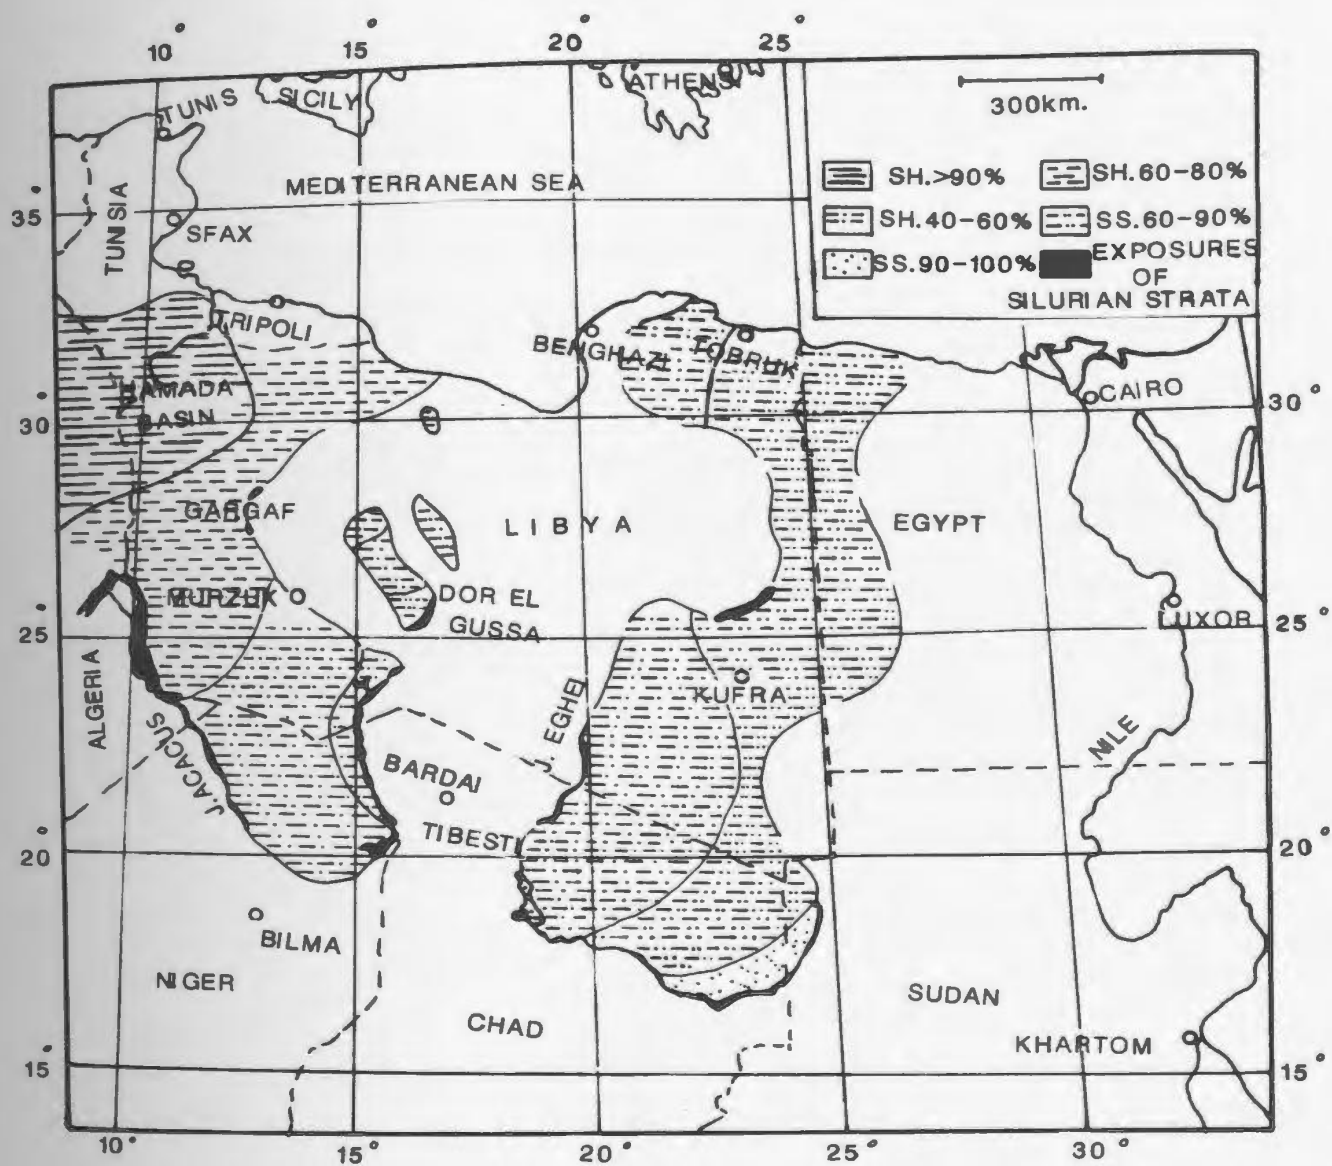 10° 15° 20° 25°
300km.
SH.>90% SH.60-80%
SH.40-60% SS.60-90%
SS.90-100% EXPOSURES
OF
SILURIAN STRATA
TUNIS
SICILY
ATHENS
MEDITERRANEAN SEA
35°
TUNISIA
SFAX
TRIPOLI
BENGHAZI
TOBRUK
CAIRO
HAMADA
BASIN
30° 30°
GARGAF
LIBYA
EGYPT
MURZUK
DOR EL
GUSSA
LUXOR
25° 25°
ALGERIA
KUFRA
J. EGHEI
J. ACACUS
NILE
BARDAI
TIBESTI
20° 20°
BILMA
NIGER
CHAD
SUDAN
KHARTOM
15° 15°
10° 15° 20° 25° 30°